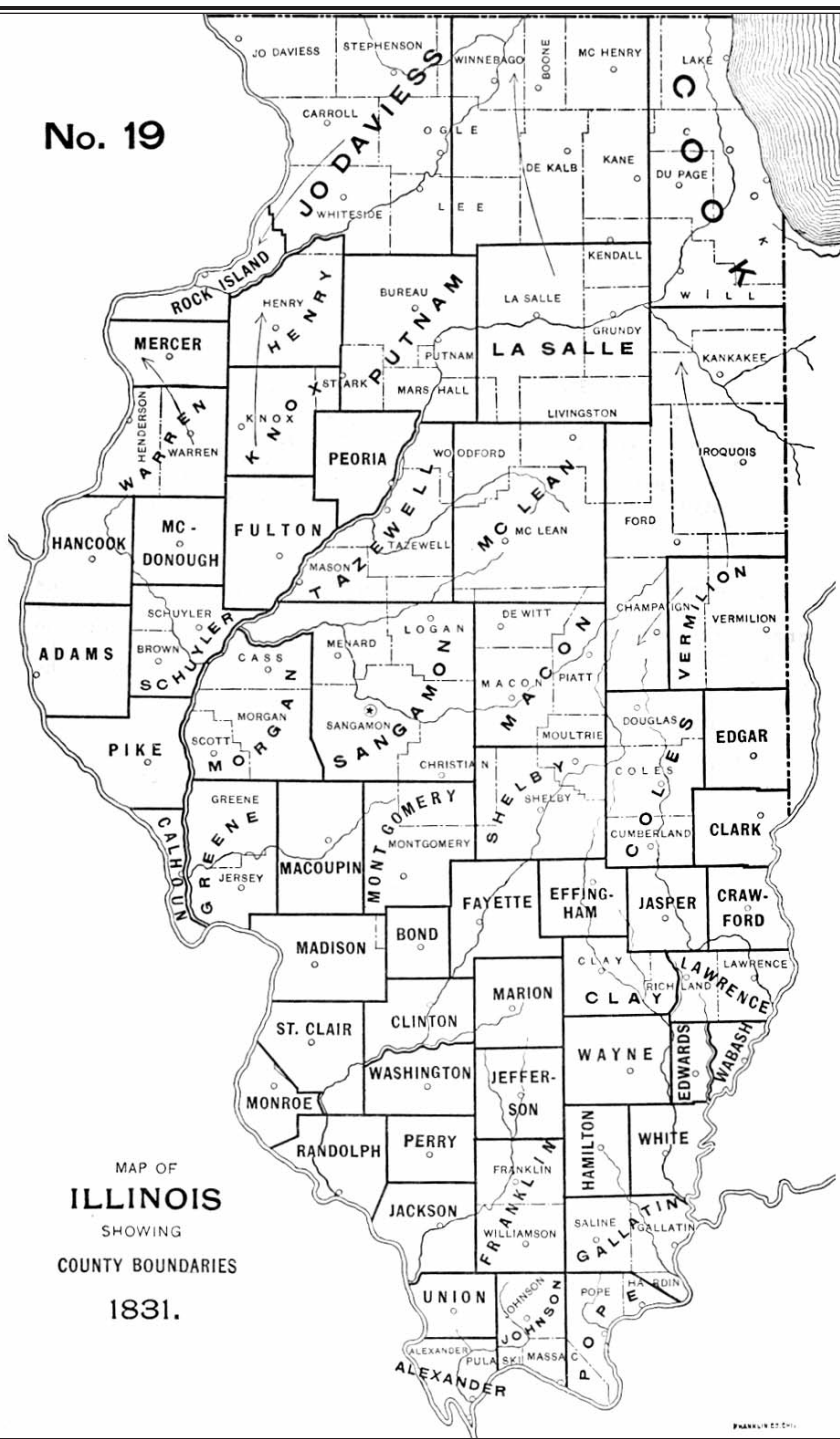 No. 19
JO DAVIESS
STEPHENSON
WINNEBAGO
BOONE
MC HENRY
LAKE
CARROLL
OGLE
JO DAVIESS
COOK
COOK
DE KALB
KANE
DU PAGE
WHITESIDE
LEE
KENDALL
WILL
ROCK ISLAND
HENRY
HENRY
BUREAU
PUTNAM
PUTNAM
LA SALLE
GRUNDY
LA SALLE
KANKAKEE
MERCER
STARK
MARSHALL
LIVINGSTON
HENDERSON
WARREN
WARREN
KNOX
KNOX
PEORIA
WOODFORD
IROQUOIS
HANCOOK
MC-
DONOUGH
FULTON
MASON
TAZEWELL
TAZEWELL
MC LEAN
MC LEAN
FORD
ADAMS
SCHUYLER
BROWN
SCHUYLER
CASS
MENARD
LOGAN
DE WITT
CHAMPAIGN
VERMILION
VERMILION
PIKE
SCOTT
MORGAN
MORGAN
SANGAMON
SANGAMON
CHRISTIAN
MACON
MACON
PIATT
MOULTRIE
DOUGLAS
COLES
COLES
CUMBERLAND
EDGAR
CALHOUN
GREENE
GREENE
JERSEY
MACOUPIN
MONTGOMERY
MONTGOMERY
SHELBY
SHELBY
CLARK
MADISON
BOND
FAYETTE
EFFING-
HAM
JASPER
CRAW-
FORD
ST. CLAIR
CLINTON
MARION
CLAY
CLAY
RICHLAND
LAWRENCE
LAWRENCE
MONROE
WASHINGTON
JEFFER-
SON
WAYNE
EDWARDS
WABASH
RANDOLPH
PERRY
FRANKLIN
FRANKLIN
HAMILTON
WHITE
JACKSON
WILLIAMSON
SALINE
GALLATIN
GALLATIN
UNION
JOHNSON
JOHNSON
POPE
POPE
HARDIN
ALEXANDER
ALEXANDER
PULASKI
MASSAC
MAP OF
ILLINOIS
SHOWING
COUNTY BOUNDARIES
1831.